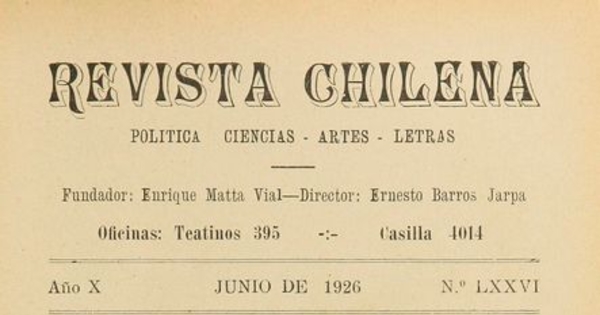 REVISTA CHILENA
POLITICA CIENCIAS - ARTES - LETRAS
Fundador: Enrique Matta Vial—Director: Ernesto Barros Jarpa
Oficinas: Teatinos 395 -:- Casilla 4014
Año X JUNIO DE 1926 N.º LXXVI